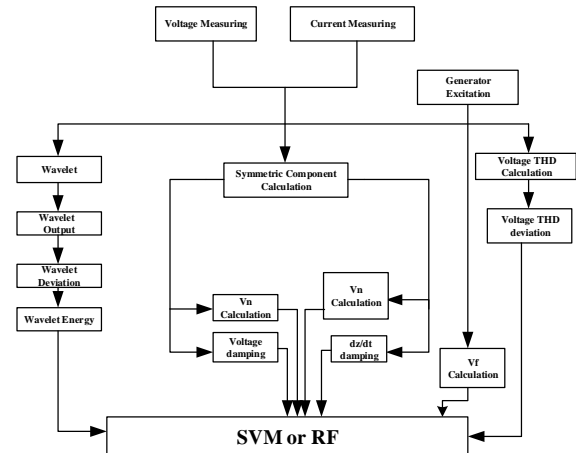 Voltage Measuring
Current Measuring
Generator
Excitation
Wavelet
Symmetric Component
Calculation
Voltage THD
Calculation
Wavelet
Output
Voltage THD
deviation
Wavelet
Deviation
Vn
Calculation
Vn
Calculation
Wavelet Energy
Voltage
damping
dz/dt
damping
Vf
Calculation
SVM or RF